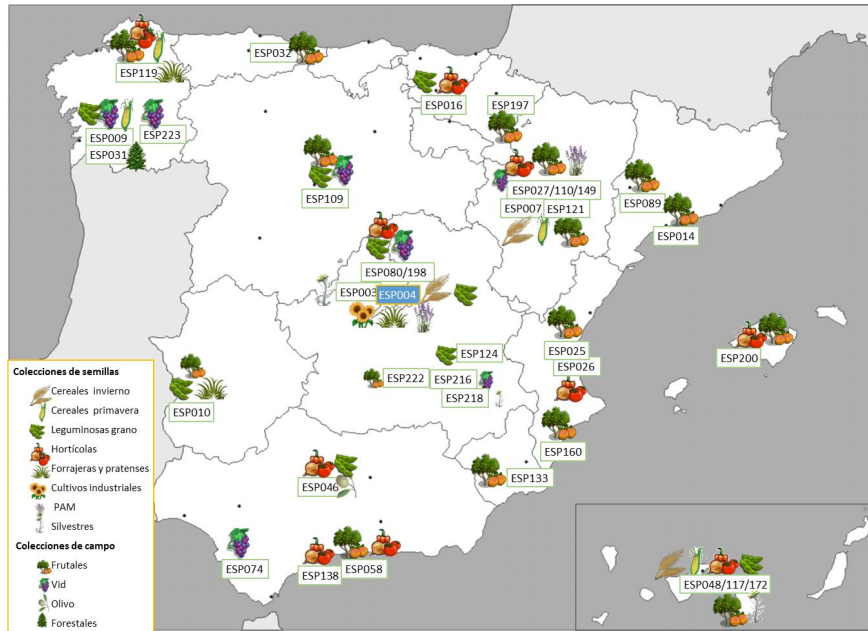 ESP119
ESP032
ESP016
ESP197
ESP009
ESP223
ESP031
ESP109
ESP027/110/149
ESP007
ESP121
ESP089
ESP014
ESP080/198
ESP003
ESP004
ESP025
ESP026
ESP200
ESP124
ESP222
ESP216
ESP218
ESP010
ESP160
ESP046
ESP133
ESP074
ESP138
ESP058
ESP048/117/172
Colecciones de semillas
Cereales invierno
Cereales primavera
Leguminosas grano
Hortícolas
Forrajeras y pratenses
Cultivos industriales
PAM
Silvestres
Colecciones de campo
Frutales
Vid
Olivo
Forestales